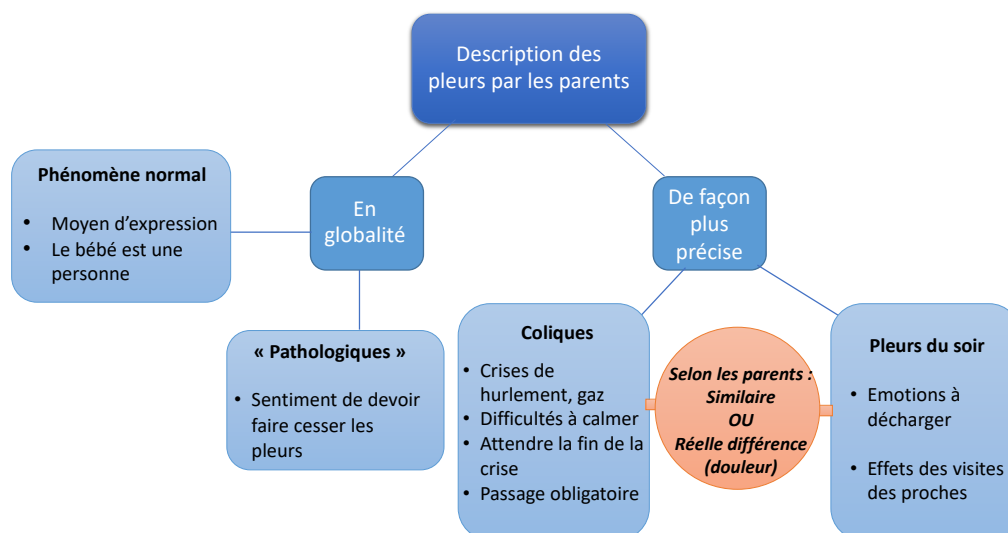 Description des
pleurs par les parents
Phénomène normal
• Moyen d’expression
• Le bébé est une
personne
En
globalité
De façon
plus
précise
« Pathologiques »
• Sentiment de devoir
faire cesser les
pleurs
Coliques
• Crises de
hurlement, gaz
• Difficultés à calmer
• Attendre la fin de la
crise
• Passage obligatoire
Selon les parents :
Similaire
OU
Réelle différence
(douleur)
Pleurs du soir
• Emotions à
décharger
• Effets des visites
des proches